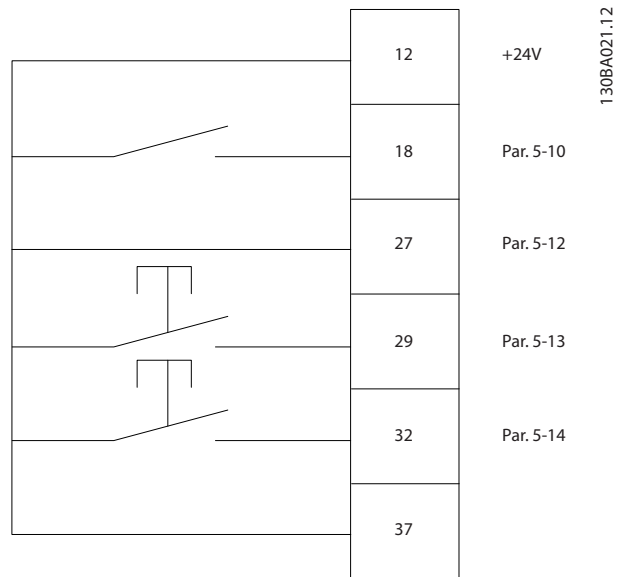 12 +24V
18 Par. 5-10
27 Par. 5-12
29 Par. 5-13
32 Par. 5-14
37
130BA021.12